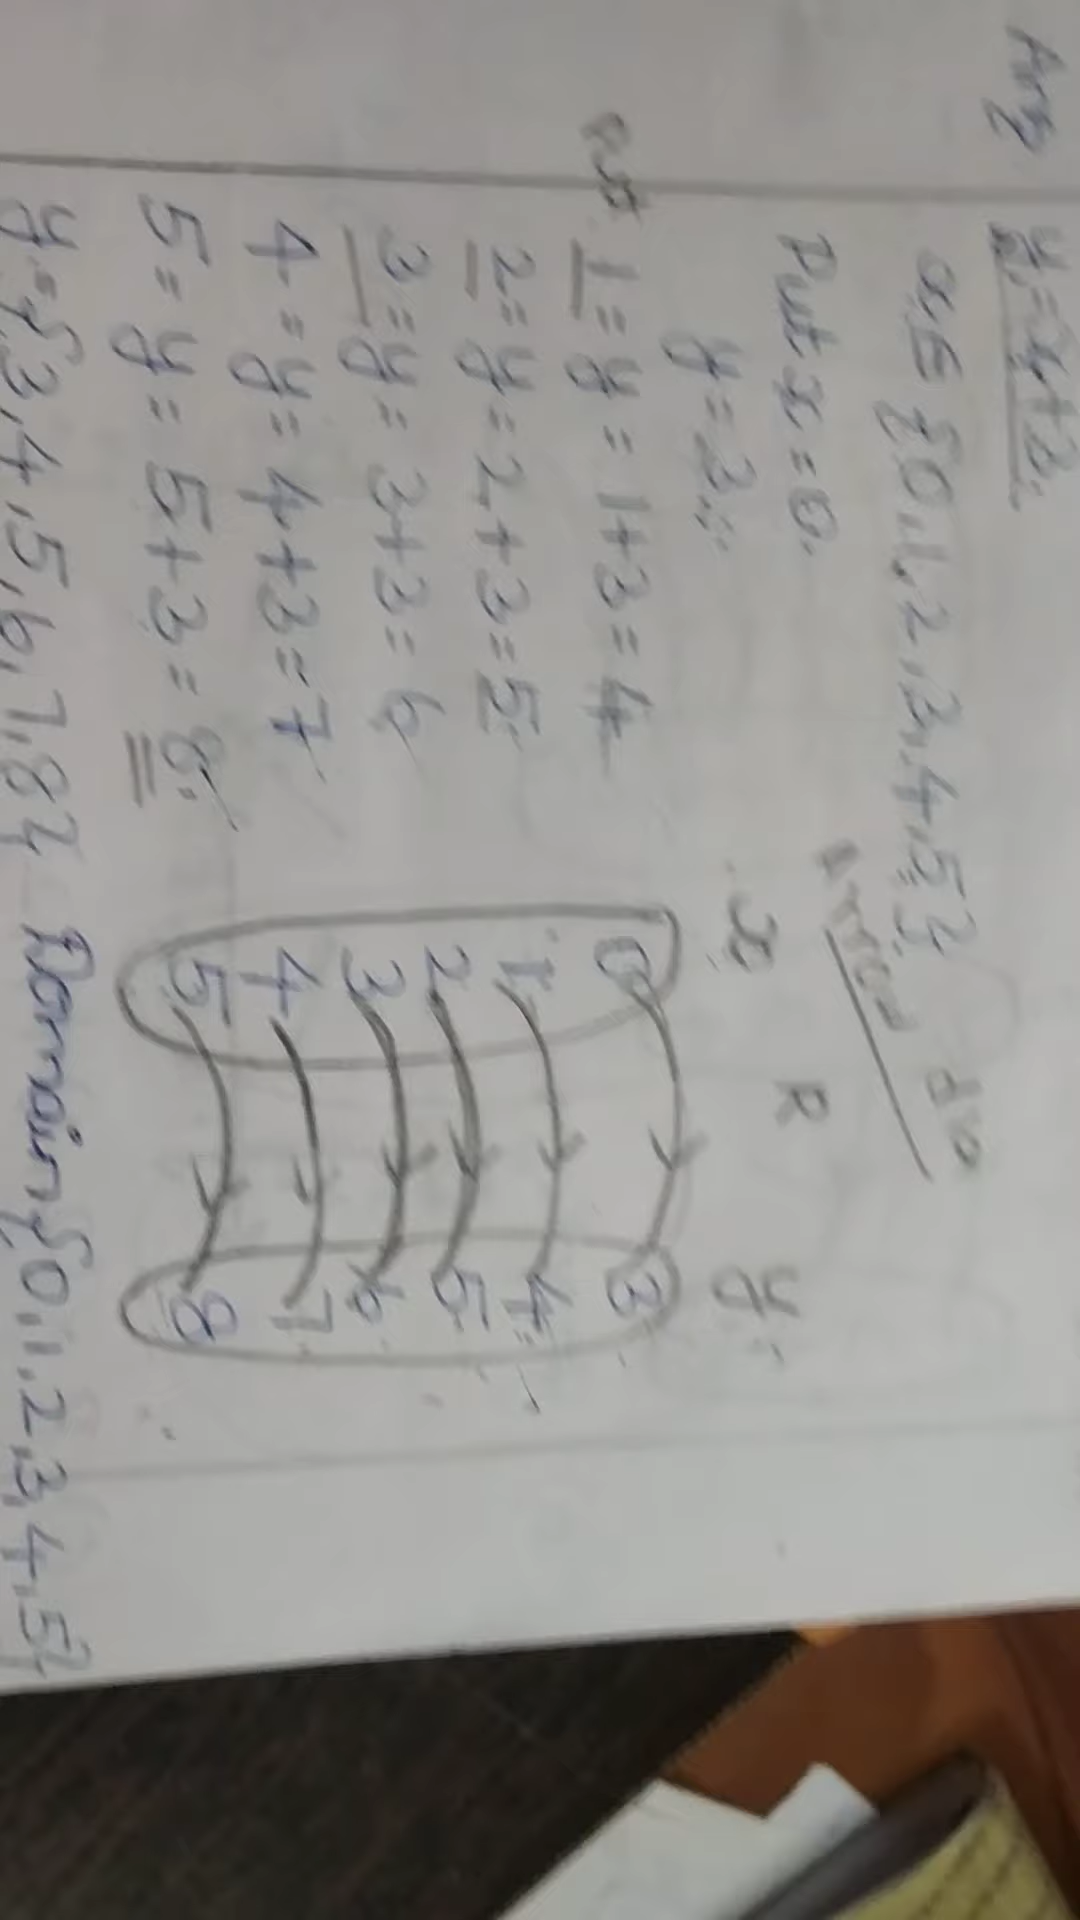 Ans y = x+3.
x ∈ {0,1,2,3,4,5}
Put x = 0.
y = 3.
Put 1 = y = 1+3 = 4
2 = y = 2+3 = 5.
3 = y = 3+3 = 6
4 = y = 4+3 = 7
5 = y = 5+3 = 8.
x R y
0 3
1 4
2 5
3 6
4 7
5 8
y = {3,4,5,6,7,8} Domain {0,1,2,3,4,5}